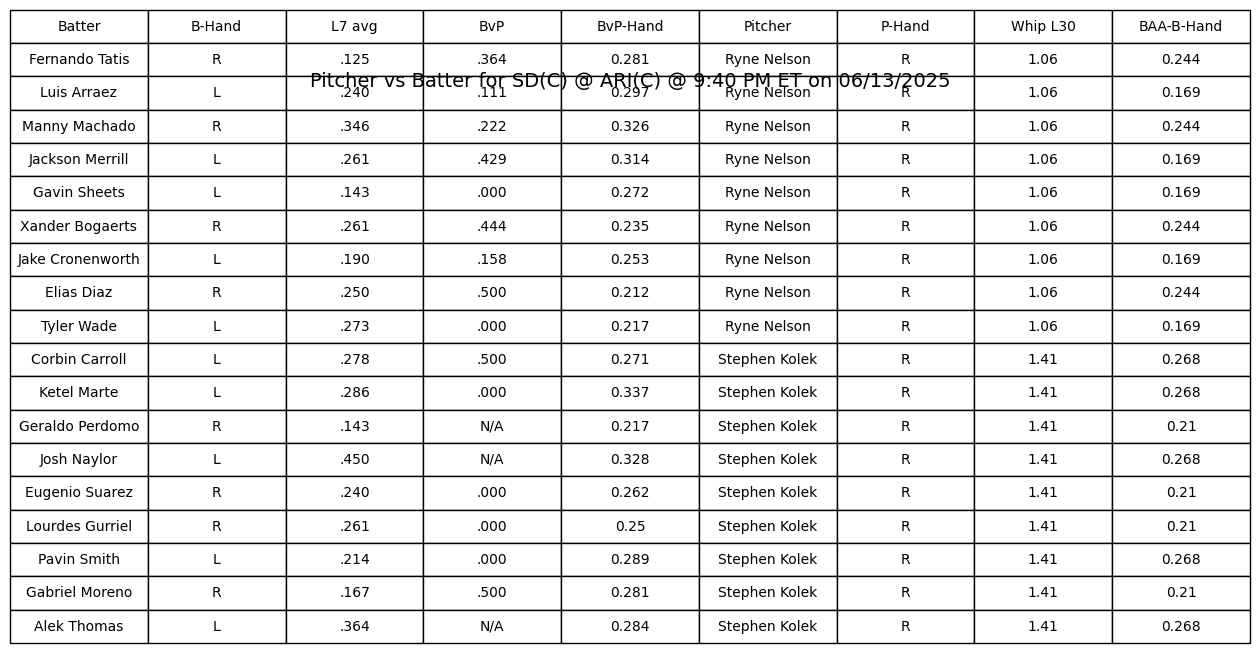 Batter B-Hand L7 avg BvP BvP-Hand Pitcher P-Hand Whip L30 BAA-B-Hand
Fernando Tatis R .125 .364 0.281 Ryne Nelson R 1.06 0.244
Pitcher vs Batter for SD(C) @ ARI(C) @ 9:40 PM ET on 06/13/2025
Luis Arraez L .240 .111 0.297 Ryne Nelson R 1.06 0.169
Manny Machado R .346 .222 0.326 Ryne Nelson R 1.06 0.244
Jackson Merrill L .261 .429 0.314 Ryne Nelson R 1.06 0.169
Gavin Sheets L .143 .000 0.272 Ryne Nelson R 1.06 0.169
Xander Bogaerts R .261 .444 0.235 Ryne Nelson R 1.06 0.244
Jake Cronenworth L .190 .158 0.253 Ryne Nelson R 1.06 0.169
Elias Diaz R .250 .500 0.212 Ryne Nelson R 1.06 0.244
Tyler Wade L .273 .000 0.217 Ryne Nelson R 1.06 0.169
Corbin Carroll L .278 .500 0.271 Stephen Kolek R 1.41 0.268
Ketel Marte L .286 .000 0.337 Stephen Kolek R 1.41 0.268
Geraldo Perdomo R .143 N/A 0.217 Stephen Kolek R 1.41 0.21
Josh Naylor L .450 N/A 0.328 Stephen Kolek R 1.41 0.268
Eugenio Suarez R .240 .000 0.262 Stephen Kolek R 1.41 0.21
Lourdes Gurriel R .261 .000 0.25 Stephen Kolek R 1.41 0.21
Pavin Smith L .214 .000 0.289 Stephen Kolek R 1.41 0.268
Gabriel Moreno R .167 .500 0.281 Stephen Kolek R 1.41 0.21
Alek Thomas L .364 N/A 0.284 Stephen Kolek R 1.41 0.268